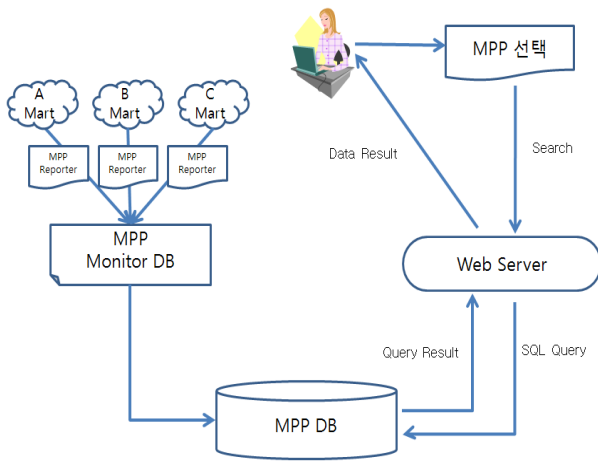 MPP 선택
A
Mart
B
Mart
C
Mart
MPP
Reporter
MPP
Reporter
MPP
Reporter
Data Result
Search
MPP
Monitor DB
Web Server
Query Result
SQL Query
MPP DB